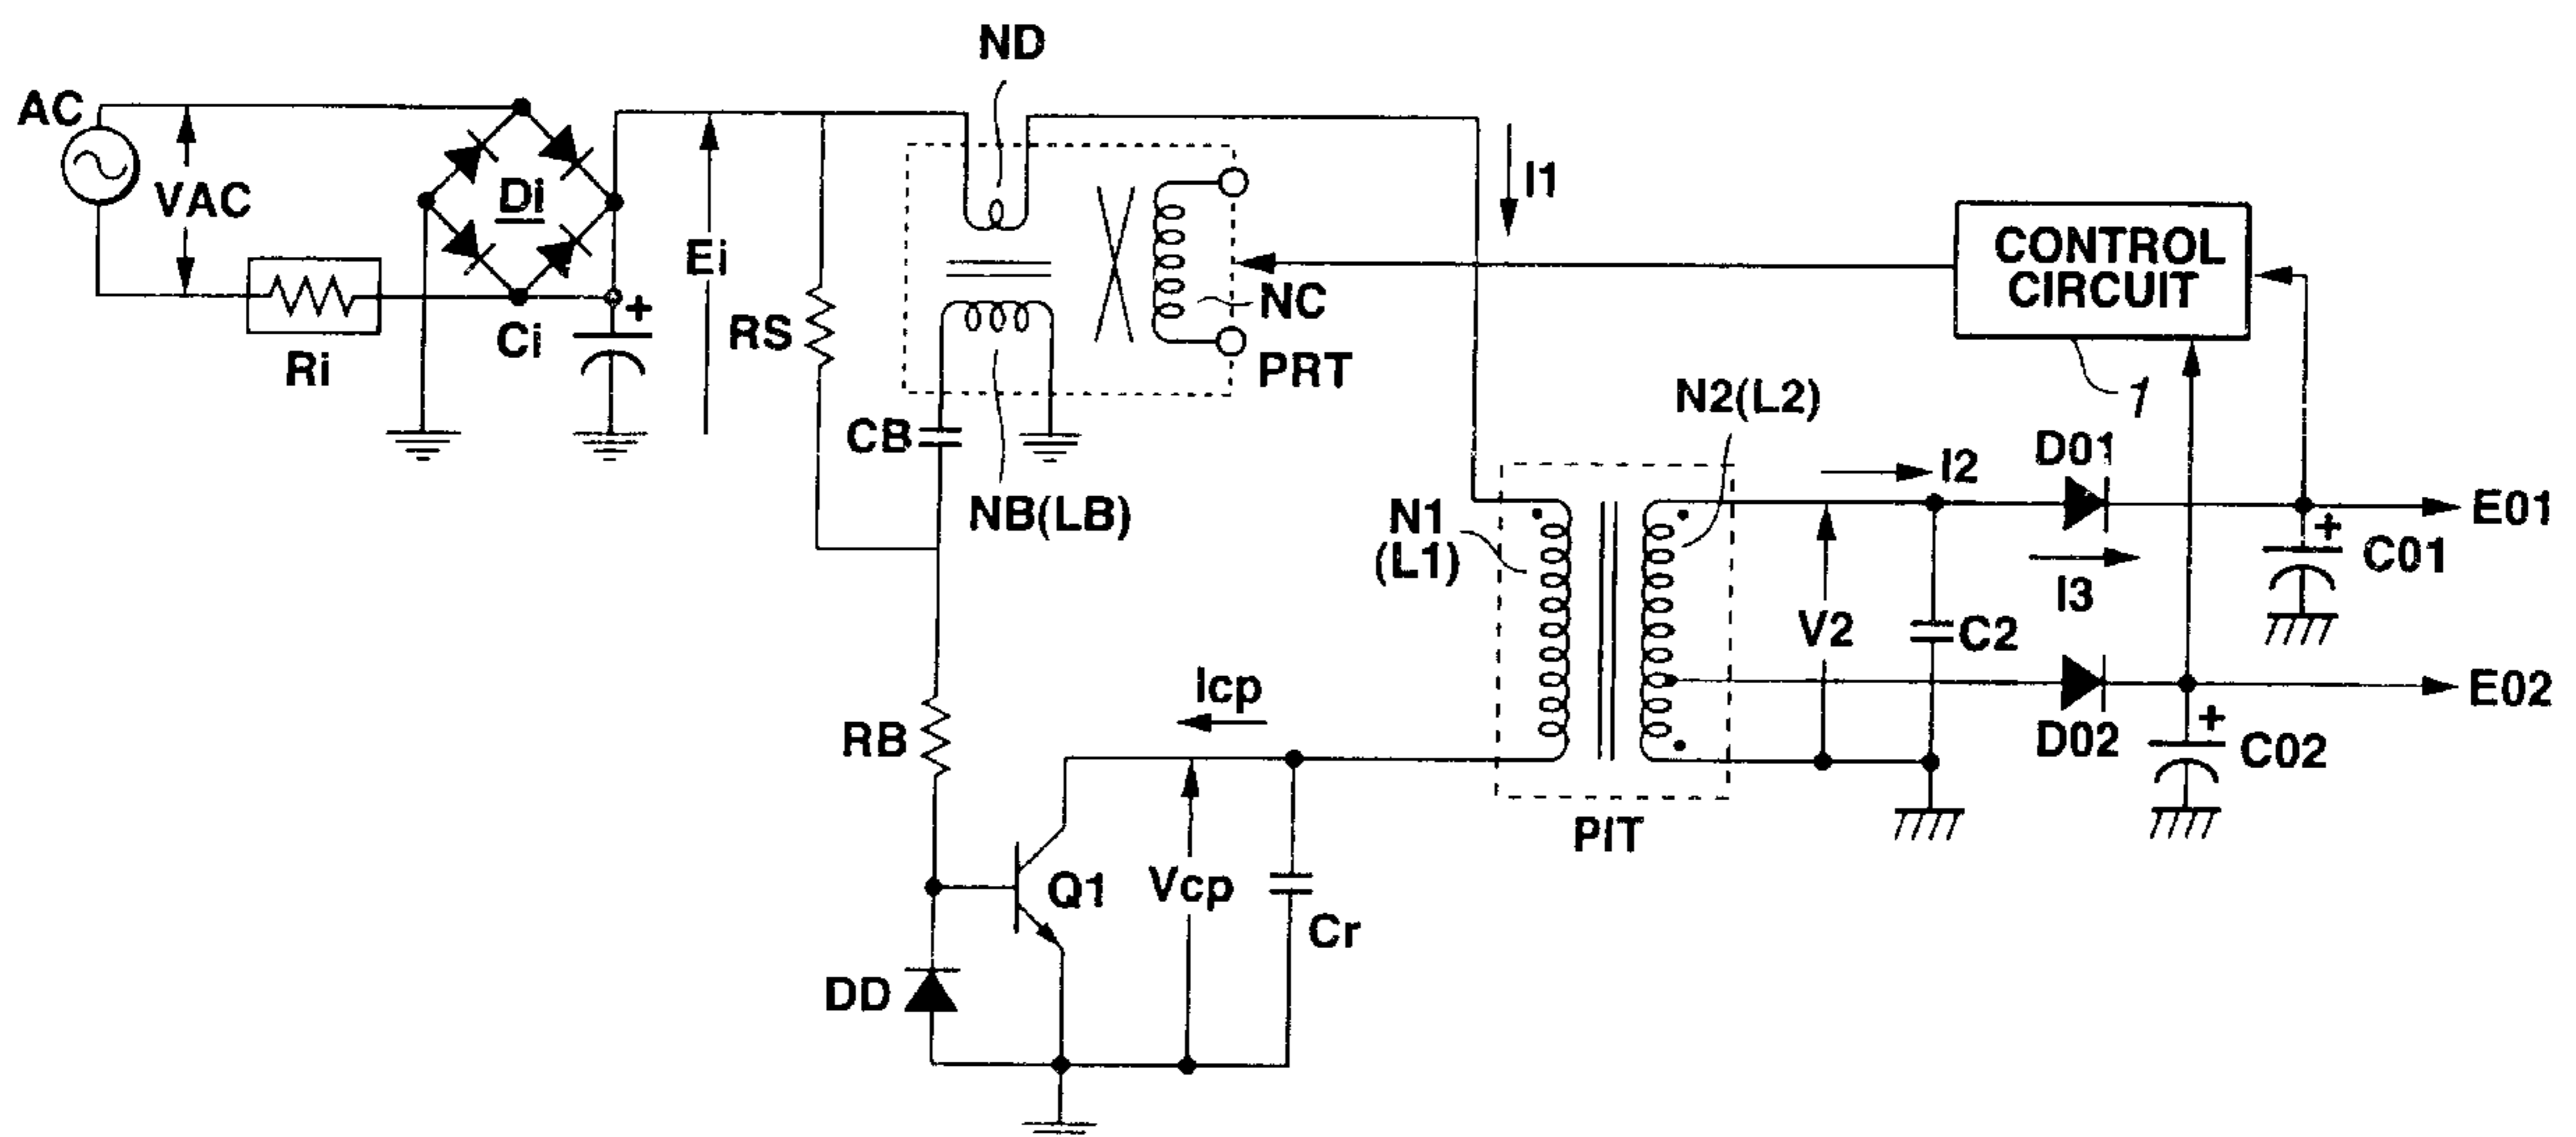 ND
AC
VAC
Di
Ei
I1
CONTROL
CIRCUIT
NC
RS
Ri
Ci
+
PRT
1
N2(L2)
CB
NB(LB)
N1
(L1)
I2
D01
E01
+
C01
I3
V2
C2
Icp
RB
E02
D02
+
C02
PIT
Q1
Vcp
Cr
DD